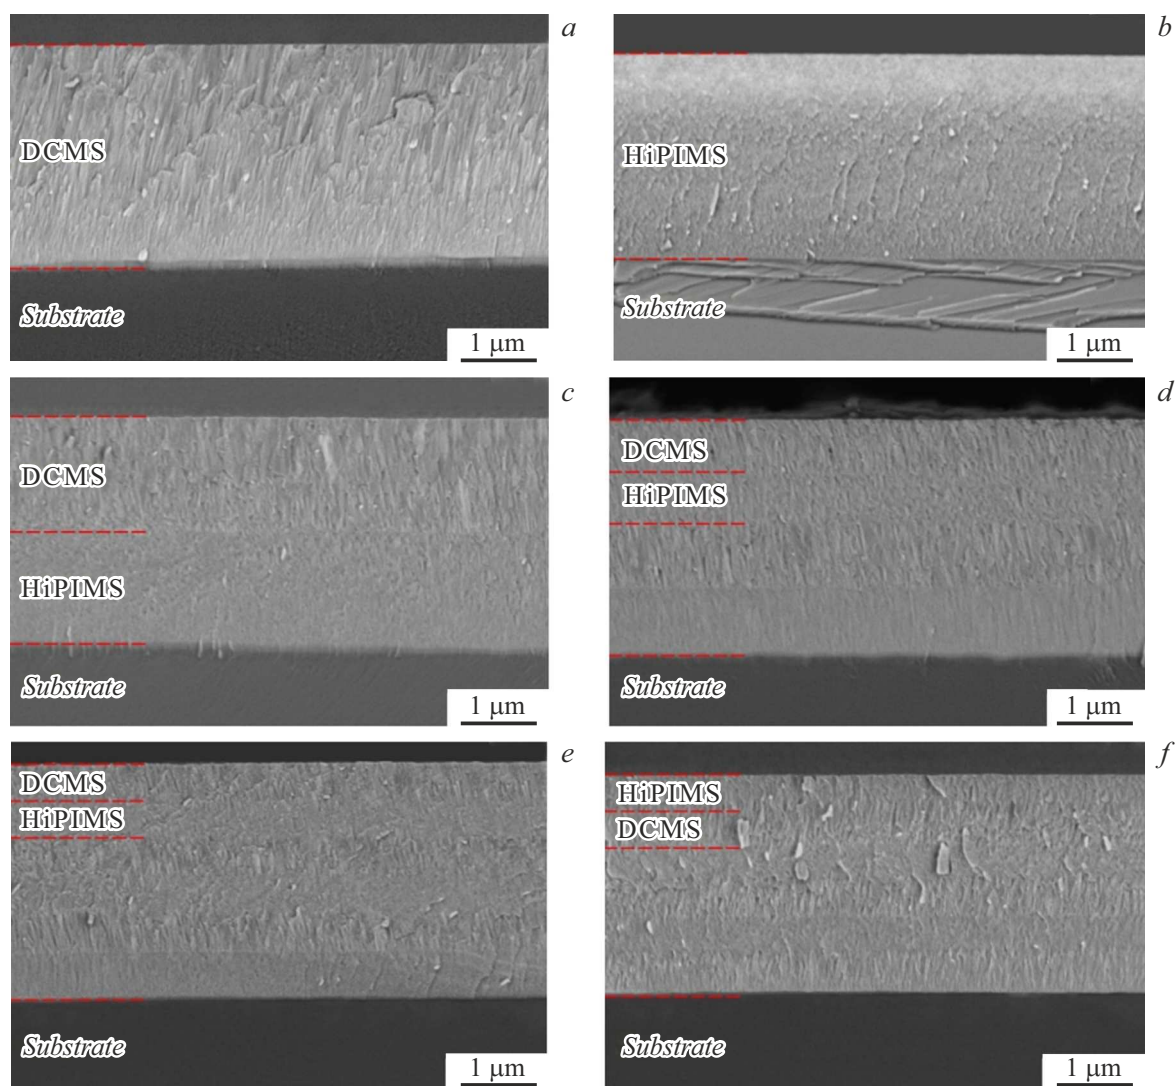 a
DCMS
Substrate
1 μm
b
HiPIMS
Substrate
1 μm
c
DCMS
HiPIMS
Substrate
1 μm
d
DCMS
HiPIMS
Substrate
1 μm
e
DCMS
HiPIMS
Substrate
1 μm
f
HiPIMS
DCMS
Substrate
1 μm